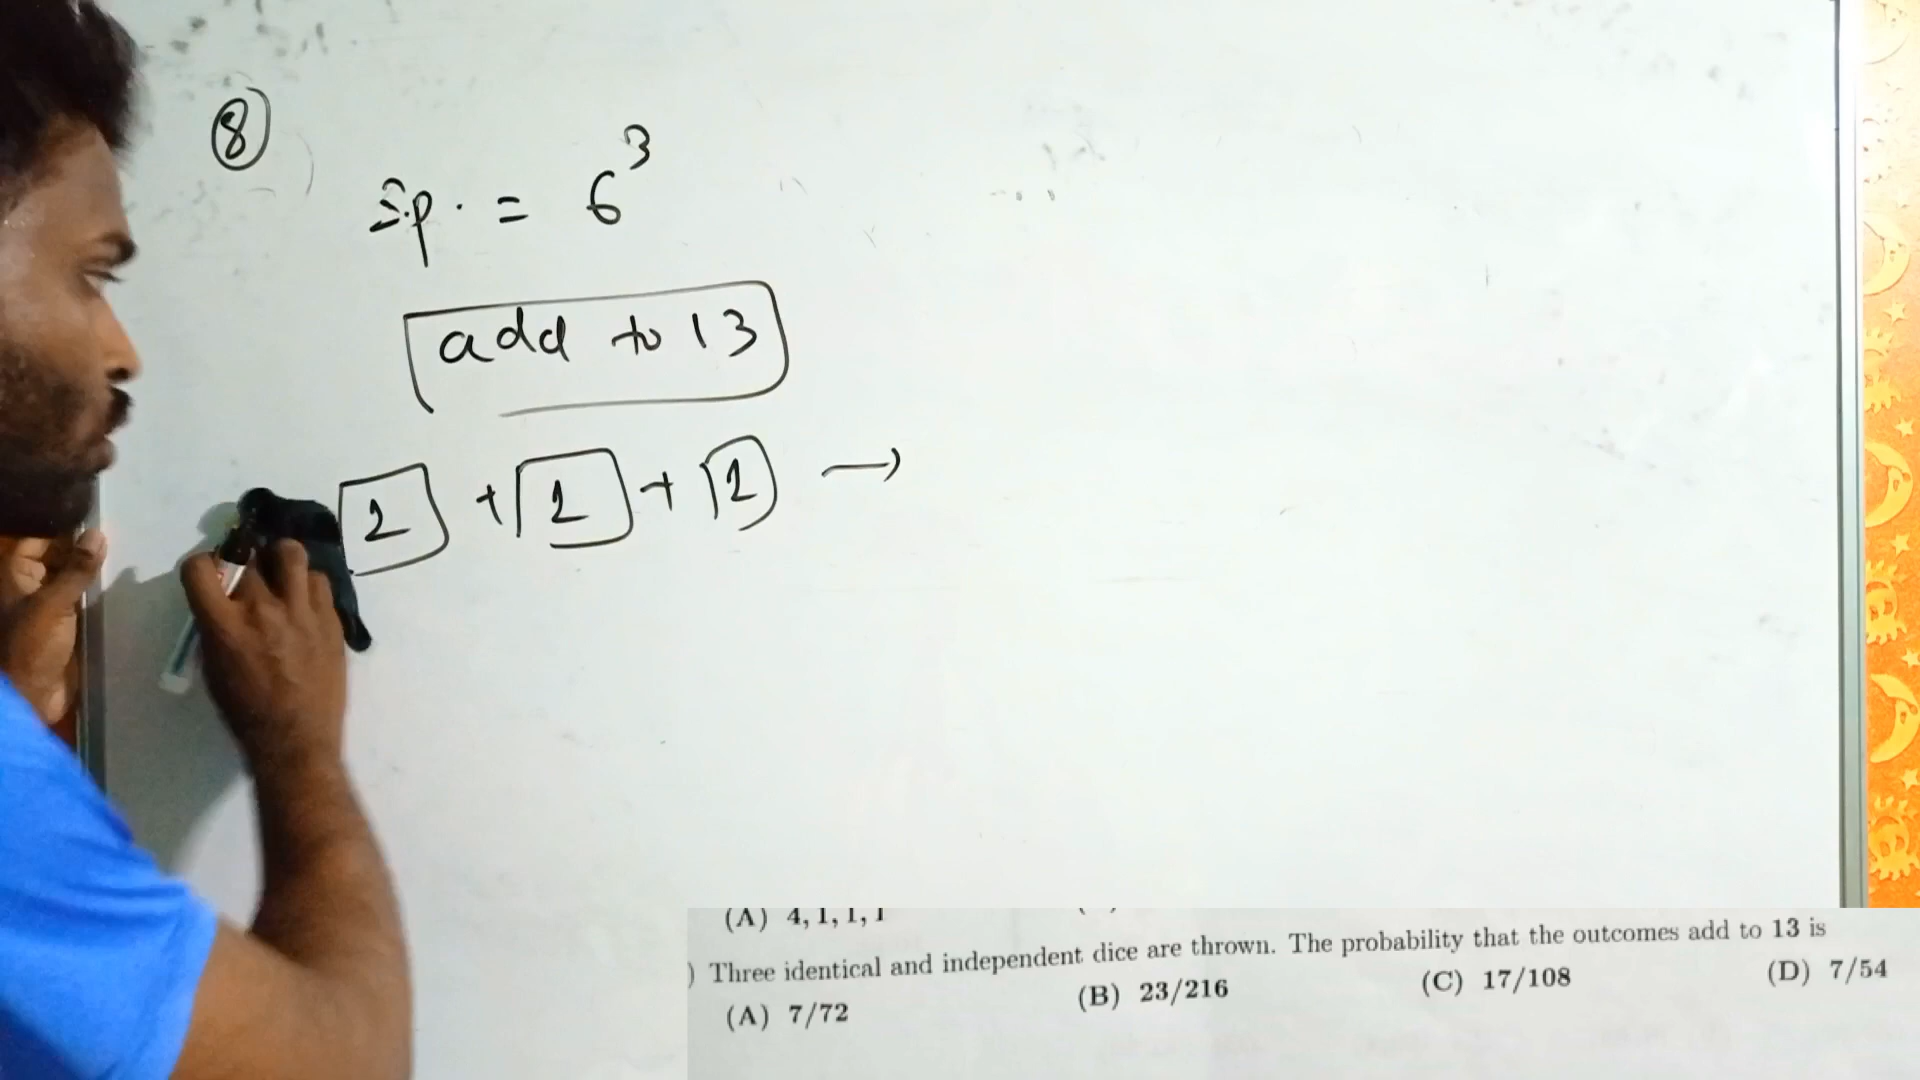 8
S.p. = 6³
add to 13
2 + 2 + 2 →
(A) 4, 1, 1, 1
) Three identical and independent dice are thrown. The probability that the outcomes add to 13 is
(A) 7/72 (B) 23/216 (C) 17/108 (D) 7/54